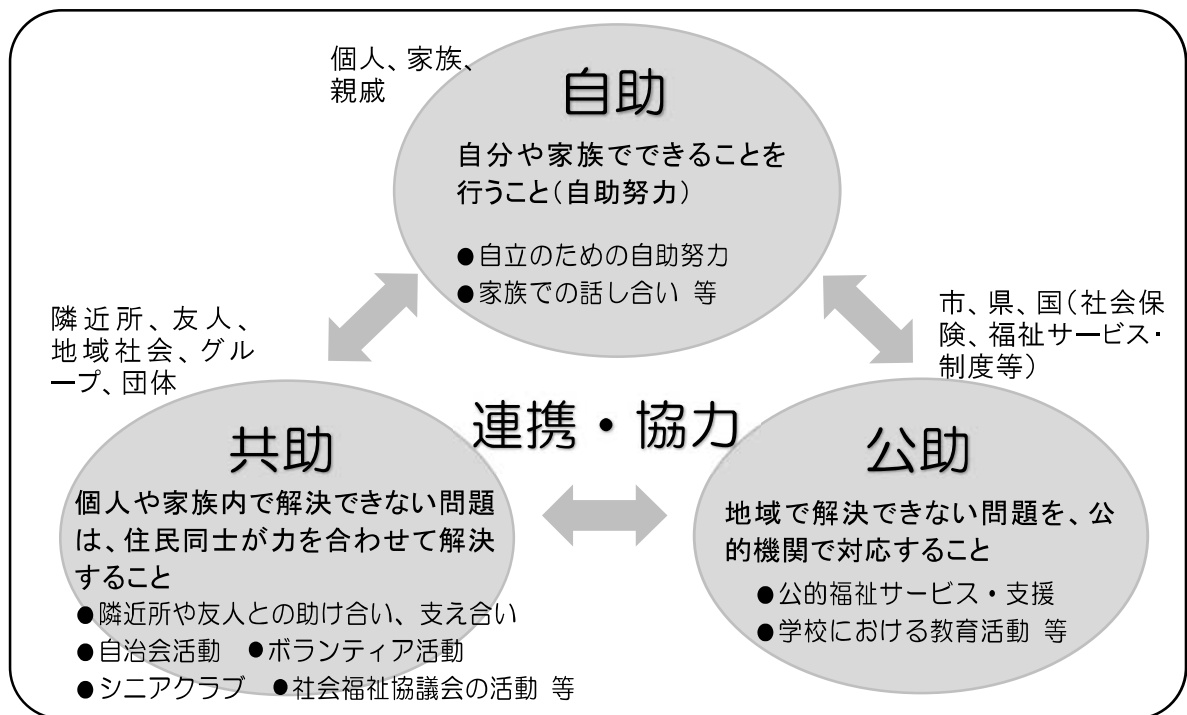 個人、家族、
親戚
自助
自分や家族でできることを
行うこと（自助努力）
●自立のための自助努力
●家族での話し合い 等
隣近所、友人、
地域社会、グル
ープ、団体
市、県、国（社会保
険、福祉サービス・
制度等）
連携・協力
共助
個人や家族内で解決できない問題
は、住民同士が力を合わせて解決
すること
●隣近所や友人との助け合い、支え合い
●自治会活動 ●ボランティア活動
●シニアクラブ ●社会福祉協議会の活動 等
公助
地域で解決できない問題を、公
的機関で対応すること
●公的福祉サービス・支援
●学校における教育活動 等